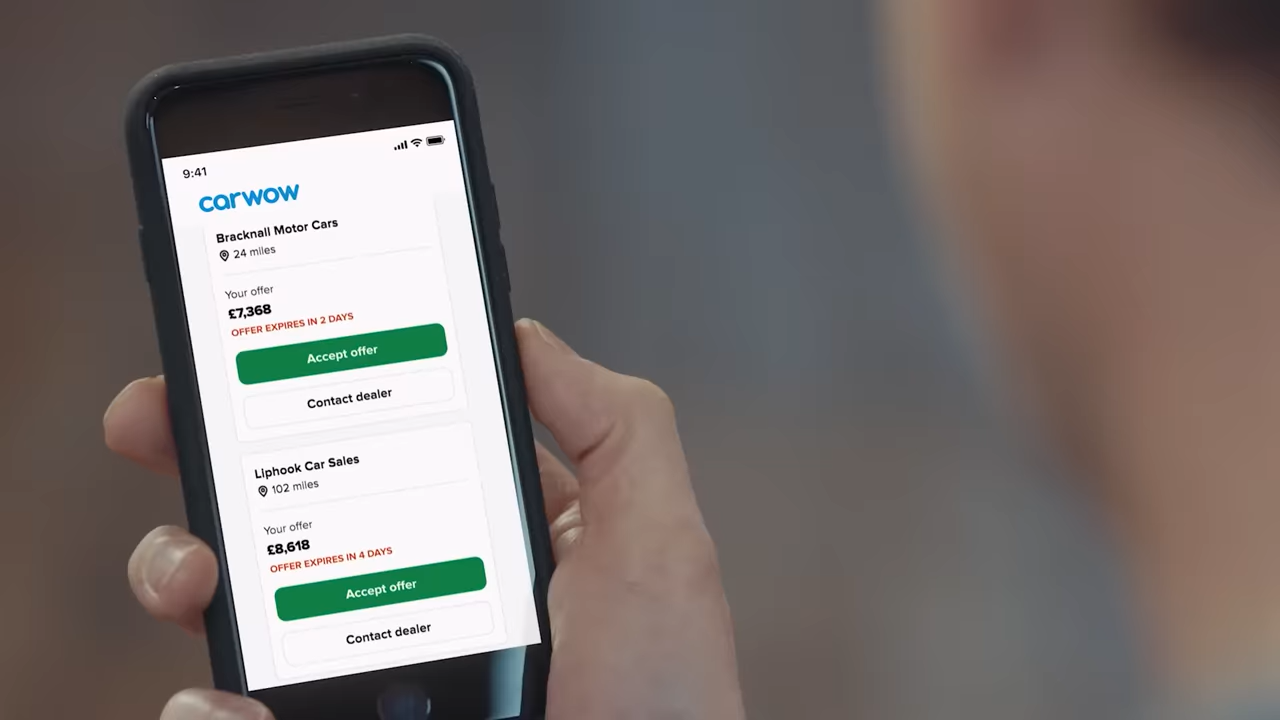 9:41
carwow
Bracknall Motor Cars
24 miles
Your offer
£7,368
OFFER EXPIRES IN 2 DAYS
Accept offer
Contact dealer
Liphook Car Sales
102 miles
Your offer
£8,618
OFFER EXPIRES IN 4 DAYS
Accept offer
Contact dealer